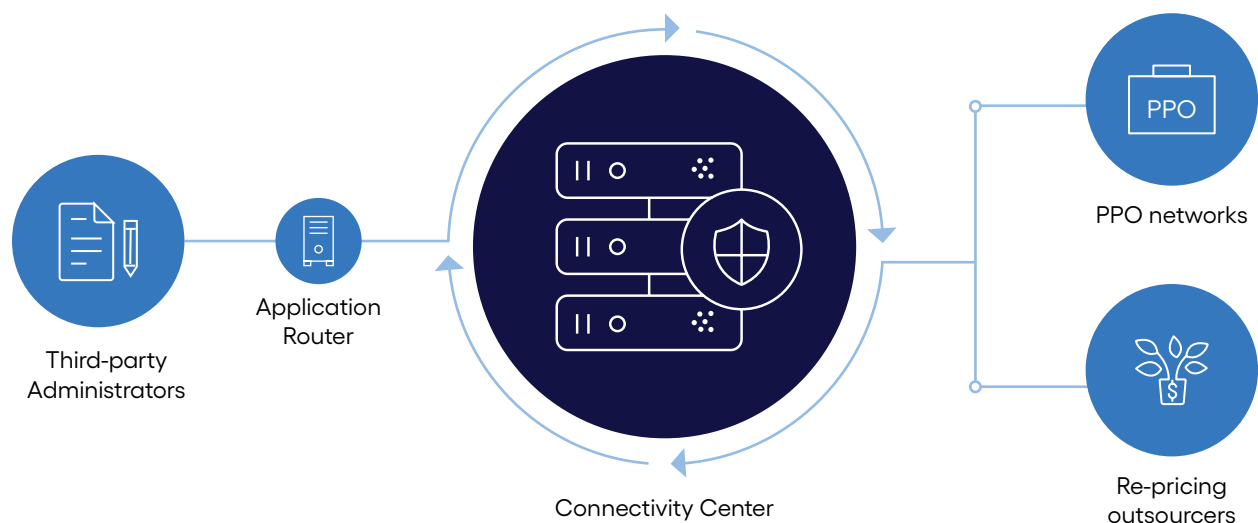 Third-party
Administrators
Application
Router
Connectivity Center
PPO
PPO networks
$
Re-pricing
outsourcers